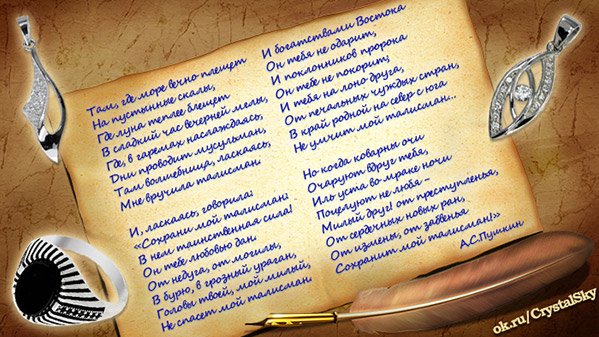 Там, где море вечно плещет
На пустынные скалы,
Где луна теплее блещет
В сладкий час вечерней мглы,
Где, в гаремах наслаждаясь,
Дни проводит мусульман,
Там волшебница, ласкаясь,
Мне вручила талисман.
И, ласкаясь, говорила:
«Сохрани мой талисман:
В нем таинственная сила!
Он тебе любовью дан.
От недуга, от могилы,
В бурю, в грозный ураган,
Головы твоей, мой милый,
Не спасет мой талисман.
И богатствами Востока
Он тебя не одарит,
И поклонников пророка
Он тебе не покорит;
И тебя на лоно друга,
От печальных чуждых стран,
В край родной на север с юга
Не умчит мой талисман...
Но когда коварны очи
Очаруют вдруг тебя,
Иль уста во мраке ночи
Поцелуют не любя –
Милый друг! от преступленья,
От сердечных новых ран,
От измены, от забвенья
Сохранит мой талисман!»
А.С.Пушкин
ok.ru/CrystalSky